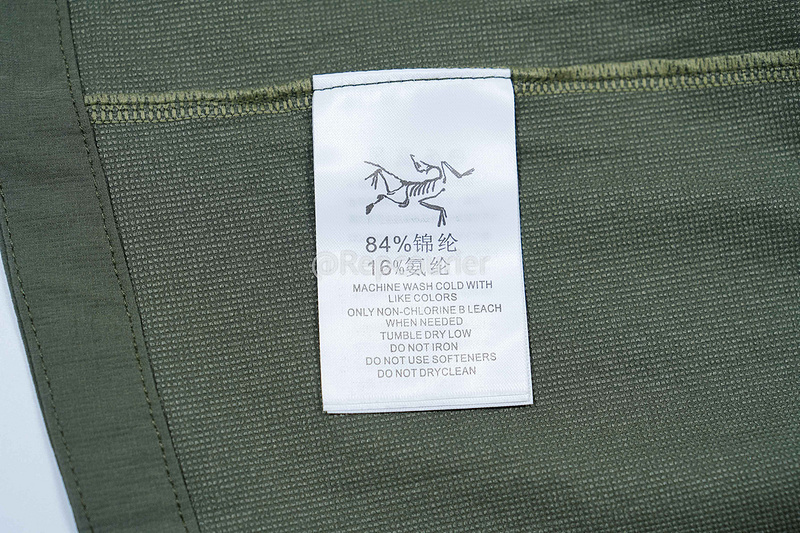 84%锦纶
16%氨纶
MACHINE WASH COLD WITH
LIKE COLORS
ONLY NON-CHLORINE B LEACH
WHEN NEEDED
TUMBLE DRY LOW
DO NOT IRON
DO NOT USE SOFTENERS
DO NOT DRYCLEAN